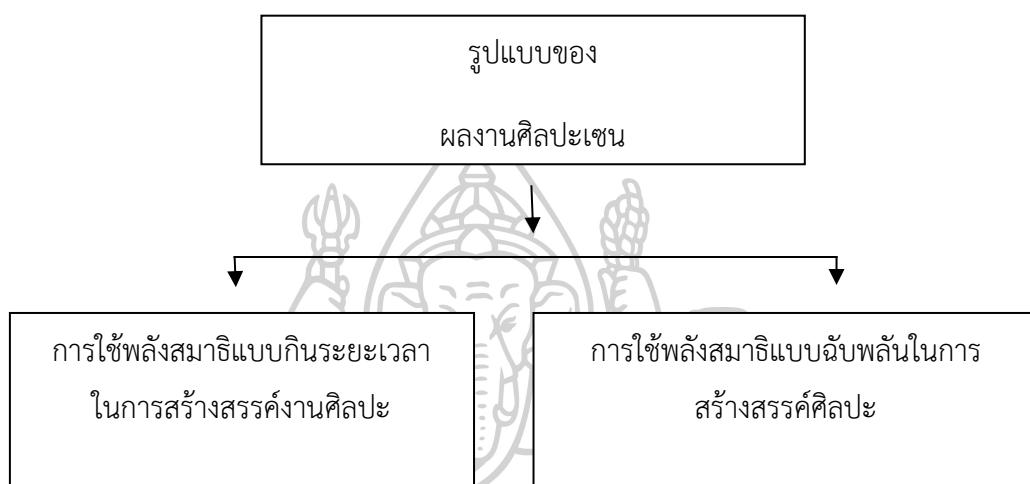 รูปแบบของ
ผลงานศิลปะเซน
การใช้พลังสมาธิแบบกินระยะเวลา
ในการสร้างสรรค์งานศิลปะ
การใช้พลังสมาธิแบบฉับพลันในการ
สร้างสรรค์ศิลปะ